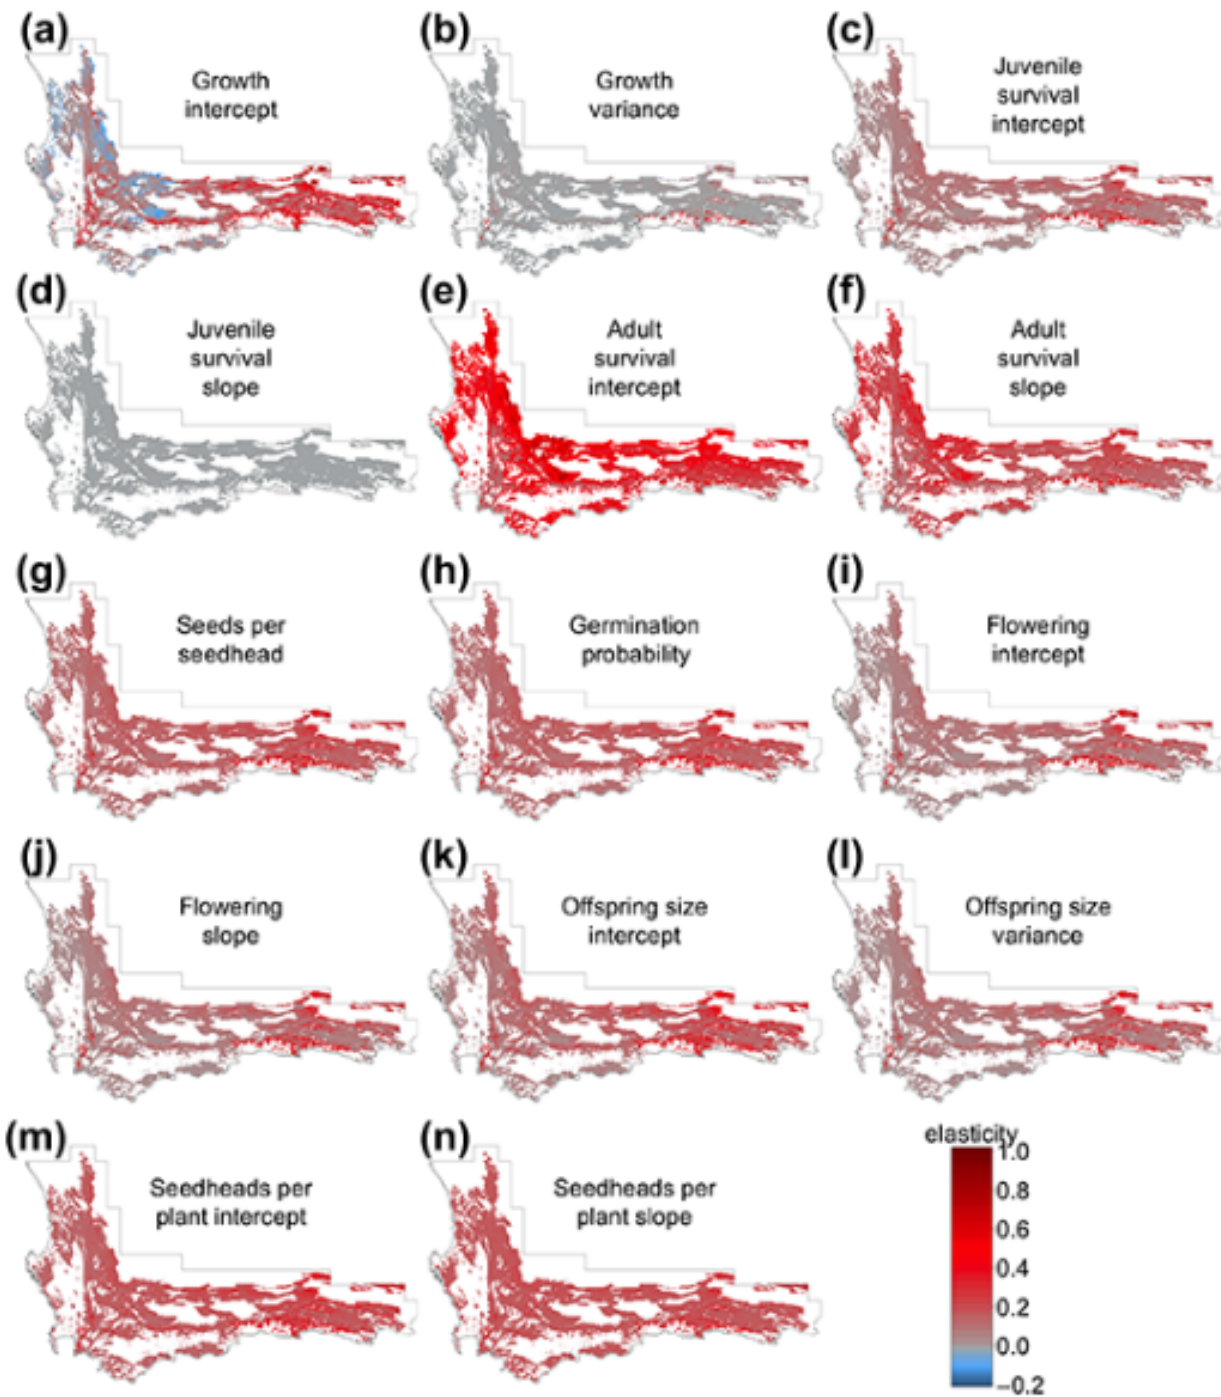 (a)
Growth
intercept
(b)
Growth
variance
(c)
Juvenile
survival
intercept
(d)
Juvenile
survival
slope
(e)
Adult
survival
intercept
(f)
Adult
survival
slope
(g)
Seeds per
seedhead
(h)
Germination
probability
(i)
Flowering
intercept
(j)
Flowering
slope
(k)
Offspring size
intercept
(l)
Offspring size
variance
(m)
Seedheads per
plant intercept
(n)
Seedheads per
plant slope
elasticity
1.0
0.8
0.6
0.4
0.2
0.0
−0.2